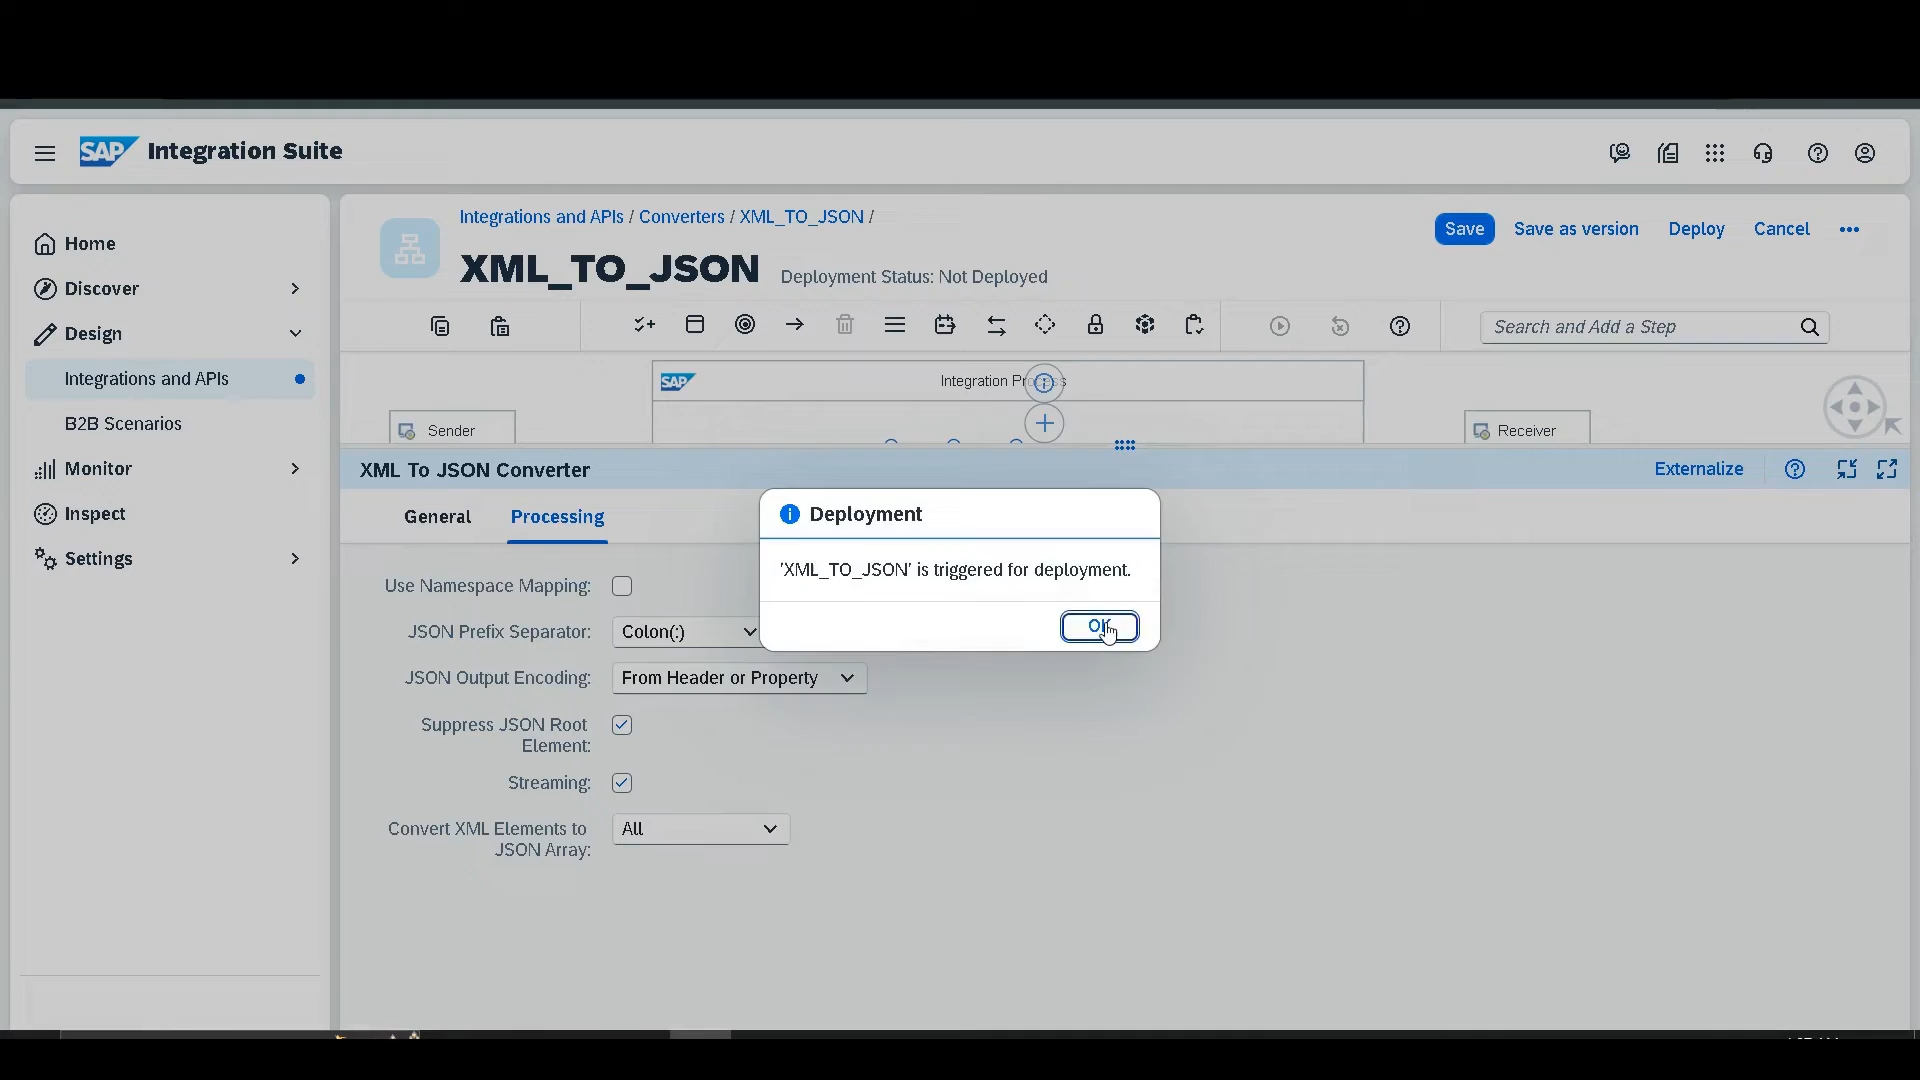 SAP Integration Suite
Home
Discover
Design
Integrations and APIs
B2B Scenarios
Monitor
Inspect
Settings
Integrations and APIs / Converters / XML_TO_JSON /
XML_TO_JSON Deployment Status: Not Deployed
Save Save as version Deploy Cancel
Search and Add a Step
SAP Integration Process
Sender
Receiver
XML To JSON Converter Externalize
General Processing
Use Namespace Mapping:
JSON Prefix Separator: Colon(:)
JSON Output Encoding: From Header or Property
Suppress JSON Root
Element:
Streaming:
Convert XML Elements to All
JSON Array:
Deployment
'XML_TO_JSON' is triggered for deployment.
OK